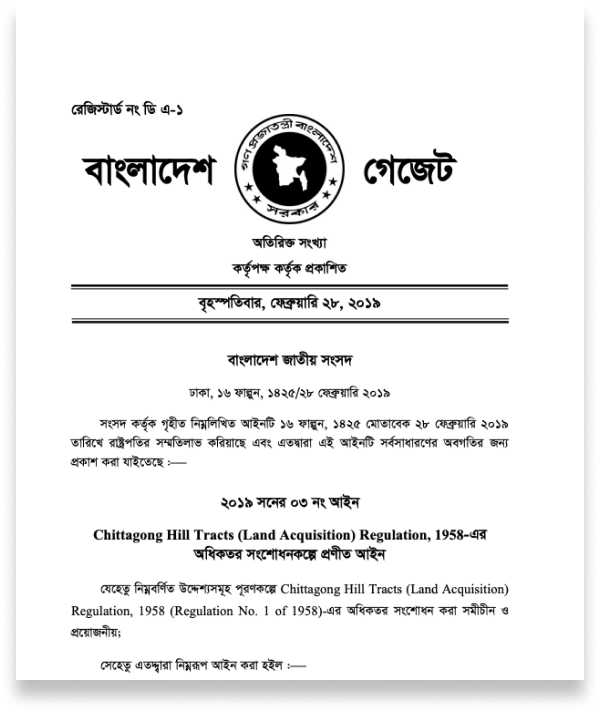 রেজিস্টার্ড নং ডি এ-১
বাংলাদেশ গেজেট
গণ প্রজাতন্ত্রী বাংলাদেশ
সরকার
অতিরিক্ত সংখ্যা
কর্তৃপক্ষ কর্তৃক প্রকাশিত
বৃহস্পতিবার, ফেব্রুয়ারি ২৮, ২০১৯
বাংলাদেশ জাতীয় সংসদ
ঢাকা, ১৬ ফাল্গুন, ১৪২৫/২৮ ফেব্রুয়ারি ২০১৯
সংসদ কর্তৃক গৃহীত নিম্নলিখিত আইনটি ১৬ ফাল্গুন, ১৪২৫ মোতাবেক ২৮ ফেব্রুয়ারি ২০১৯
তারিখে রাষ্ট্রপতির সম্মতিলাভ করিয়াছে এবং এতদ্বারা এই আইনটি সর্বসাধারণের অবগতির জন্য
প্রকাশ করা যাইতেছে :—
২০১৯ সনের ০৩ নং আইন
Chittagong Hill Tracts (Land Acquisition) Regulation, 1958-এর
অধিকতর সংশোধনকল্পে প্রণীত আইন
যেহেতু নিম্নবর্ণিত উদ্দেশ্যসমূহ পূরণকল্পে Chittagong Hill Tracts (Land Acquisition)
Regulation, 1958 (Regulation No. 1 of 1958)-এর অধিকতর সংশোধন করা সমীচীন ও
প্রয়োজনীয়;
সেহেতু এতদ্দ্বারা নিম্নরূপ আইন করা হইল :—